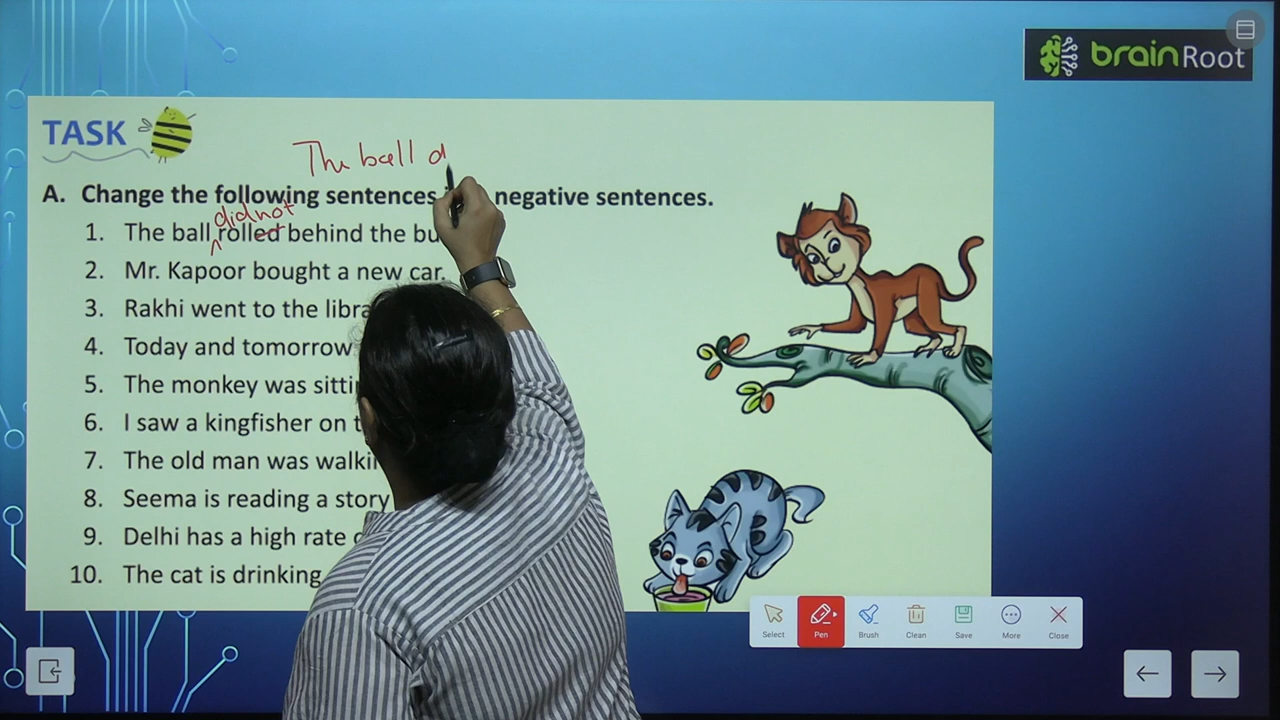 brainRoot
TASK
The ball d
A. Change the following sentences negative sentences.
did not
1. The ball rolled behind the bu
2. Mr. Kapoor bought a new car.
3. Rakhi went to the libra
4. Today and tomorrow
5. The monkey was sitti
6. I saw a kingfisher on t
7. The old man was walki
8. Seema is reading a story
9. Delhi has a high rate
10. The cat is drinking
Select Pen Brush Clean Save More Close